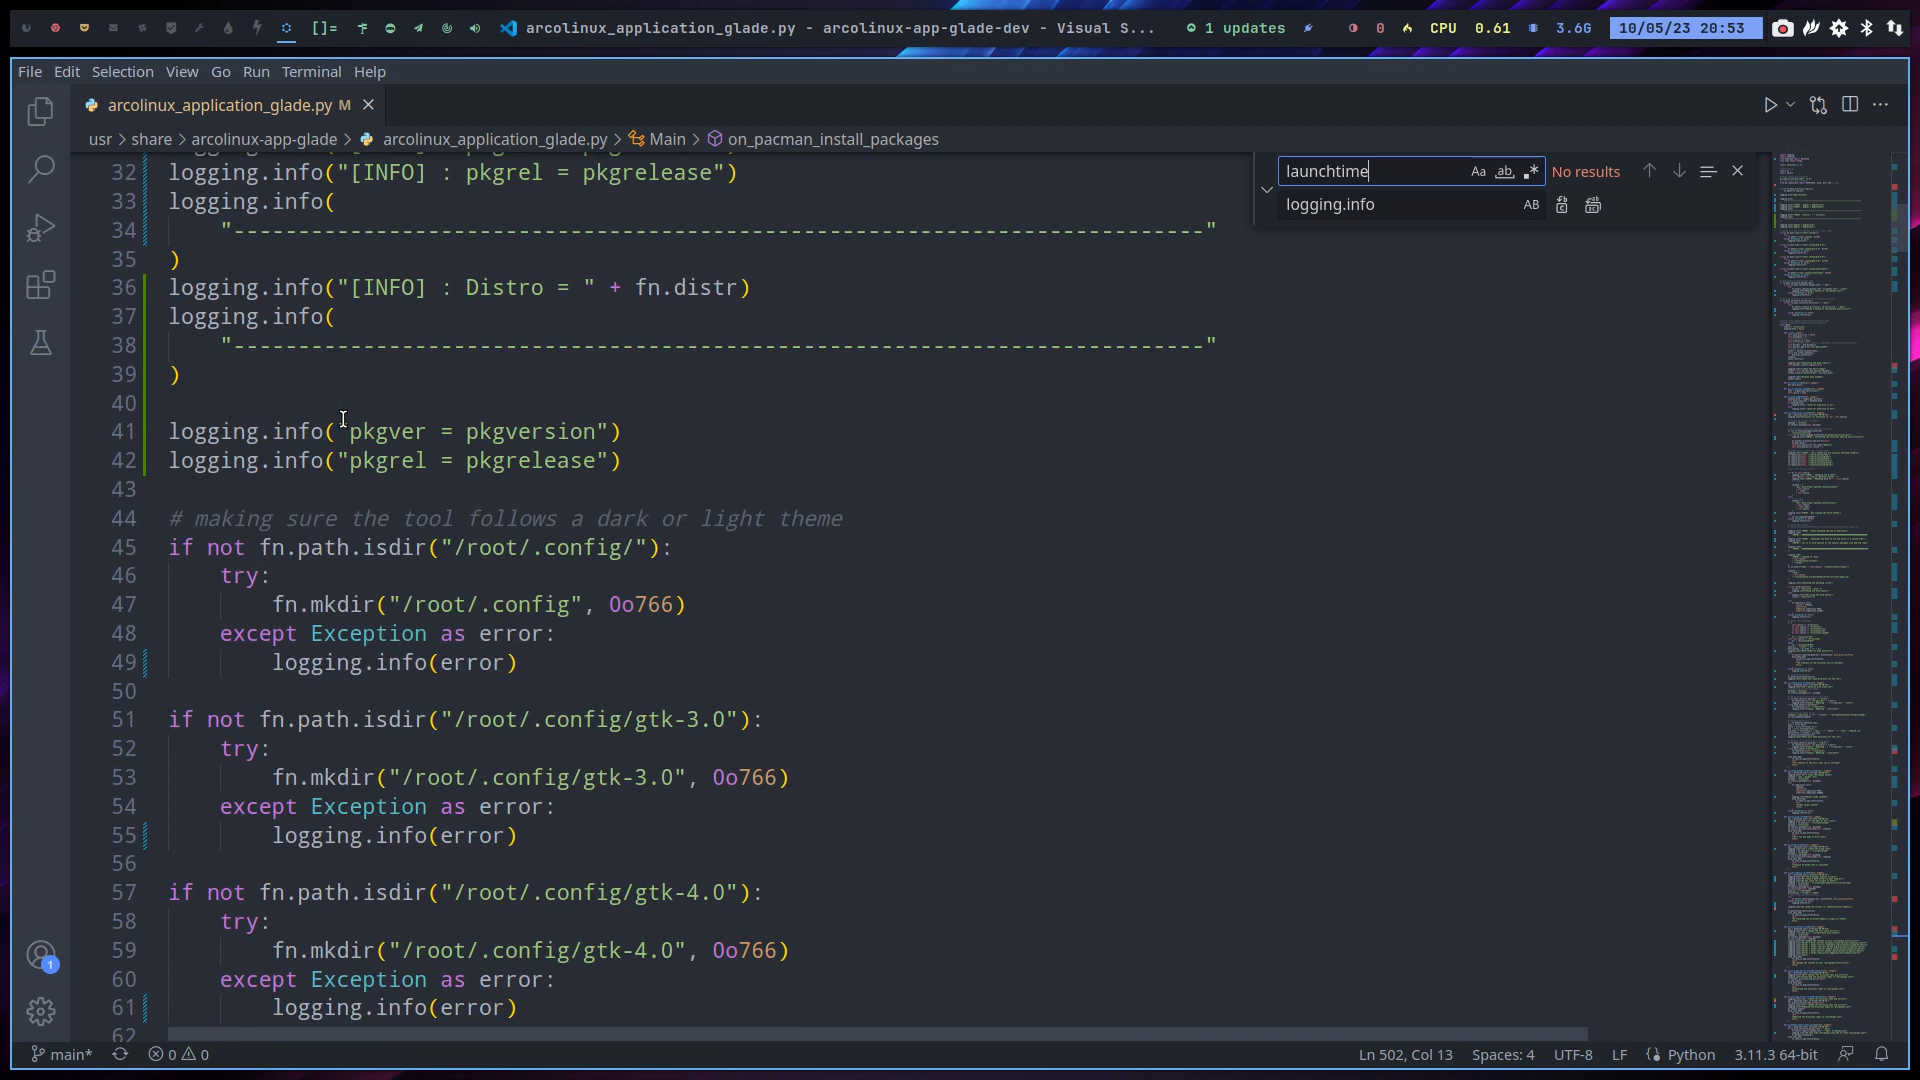 []=
arcolinux_application_glade.py - arcolinux-app-glade-dev - Visual S...
1 updates
0
CPU 0.61
3.6G
10/05/23 20:53
File Edit Selection View Go Run Terminal Help
arcolinux_application_glade.py M
usr > share > arcolinux-app-glade > arcolinux_application_glade.py > Main > on_pacman_install_packages
launchtime Aa ab No results
logging.info AB
32 logging.info("[INFO] : pkgrel = pkgrelease")
33 logging.info(
34 "---------------------------------------------------------------------------"
35 )
36 logging.info("[INFO] : Distro = " + fn.distr)
37 logging.info(
38 "---------------------------------------------------------------------------"
39 )
40
41 logging.info("pkgver = pkgversion")
42 logging.info("pkgrel = pkgrelease")
43
44 # making sure the tool follows a dark or light theme
45 if not fn.path.isdir("/root/.config/"):
46 try:
47 fn.mkdir("/root/.config", 0o766)
48 except Exception as error:
49 logging.info(error)
50
51 if not fn.path.isdir("/root/.config/gtk-3.0"):
52 try:
53 fn.mkdir("/root/.config/gtk-3.0", 0o766)
54 except Exception as error:
55 logging.info(error)
56
57 if not fn.path.isdir("/root/.config/gtk-4.0"):
58 try:
59 fn.mkdir("/root/.config/gtk-4.0", 0o766)
60 except Exception as error:
61 logging.info(error)
62
1
main* 0 0 Ln 502, Col 13 Spaces: 4 UTF-8 LF Python 3.11.3 64-bit